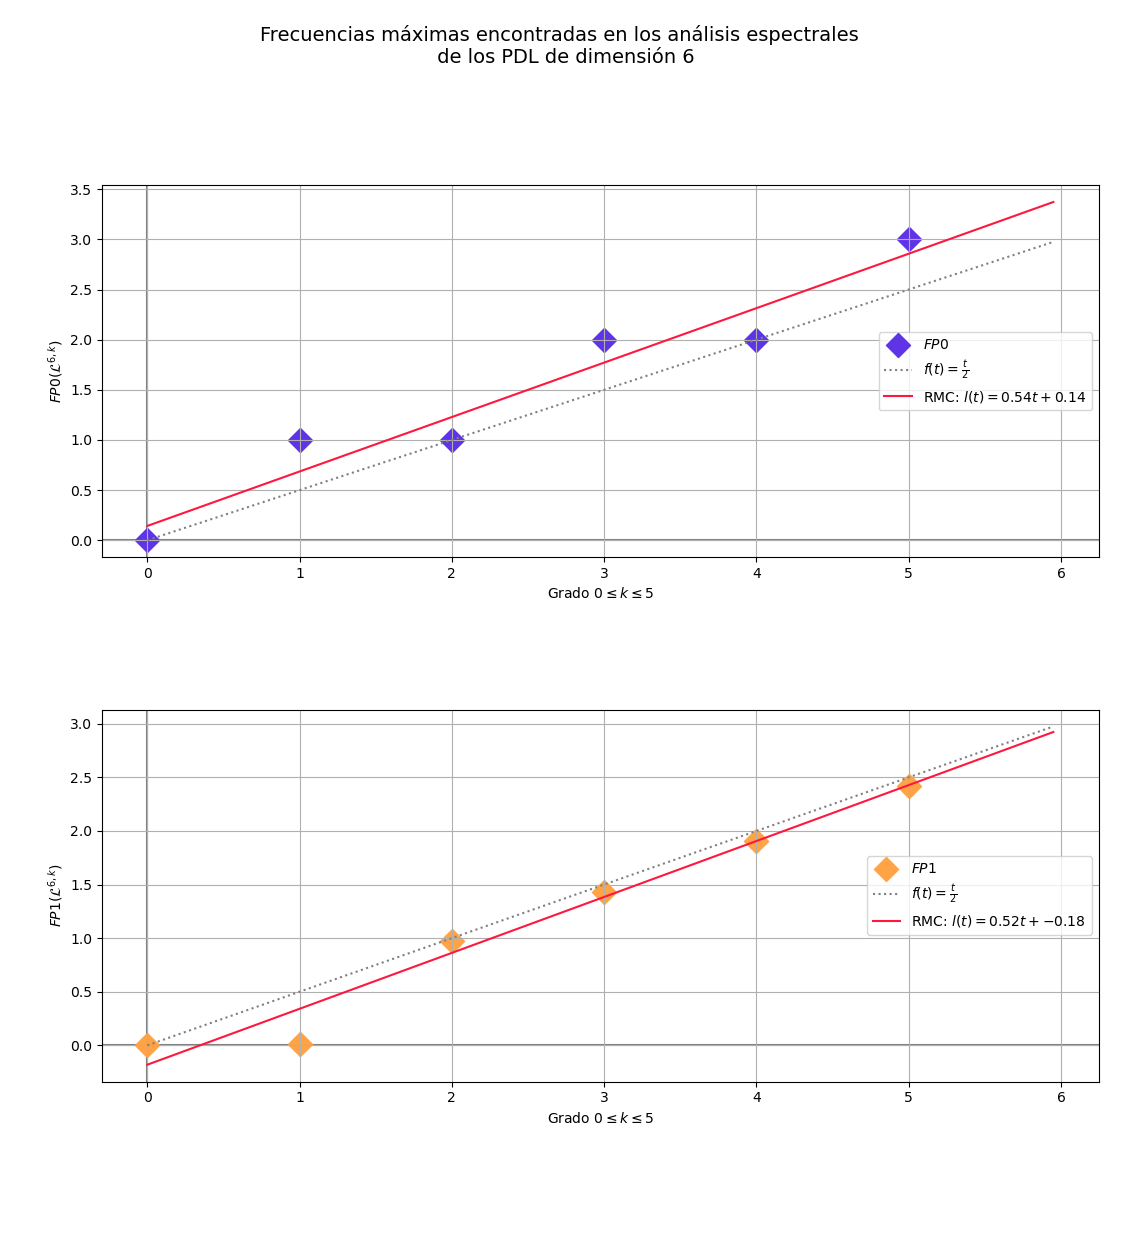 Frecuencias máximas encontradas en los análisis espectrales
de los PDL de dimensión 6
3.5
3.0
2.5
2.0
1.5
1.0
0.5
0.0
FP0(ℒ^{6,k})
FP0
f(t) = t/2
RMC: l(t) = 0.54t + 0.14
0 1 2 3 4 5 6
Grado 0 ≤ k ≤ 5
3.0
2.5
2.0
1.5
1.0
0.5
0.0
FP1(ℒ^{6,k})
FP1
f(t) = t/2
RMC: l(t) = 0.52t + −0.18
0 1 2 3 4 5 6
Grado 0 ≤ k ≤ 5